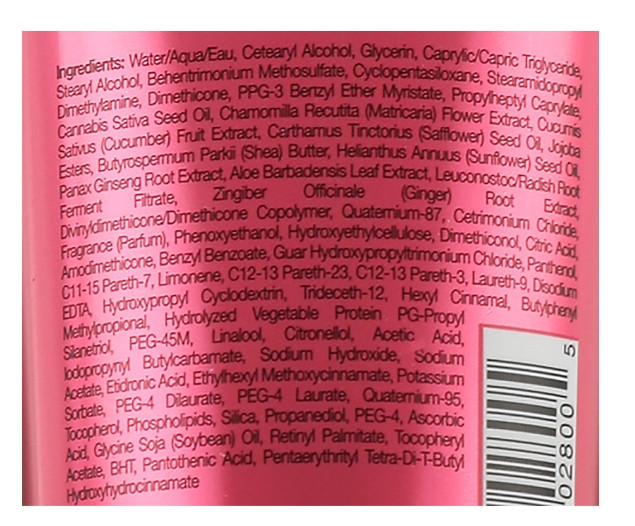 Ingredients: Water/Aqua/Eau, Cetearyl Alcohol, Glycerin, Caprylic/Capric Triglyceride,
Stearyl Alcohol, Behentrimonium Methosulfate, Cyclopentasiloxane, Stearamidopropyl
Dimethylamine, Dimethicone, PPG-3 Benzyl Ether Myristate, Propylheptyl Caprylate,
Cannabis Sativa Seed Oil, Chamomilla Recutita (Matricaria) Flower Extract, Cucumis
Sativus (Cucumber) Fruit Extract, Carthamus Tinctorius (Safflower) Seed Oil, Jojoba
Esters, Butyrospermum Parkii (Shea) Butter, Helianthus Annuus (Sunflower) Seed Oil,
Panax Ginseng Root Extract, Aloe Barbadensis Leaf Extract, Leuconostoc/Radish Root
Ferment Filtrate, Zingiber Officinale (Ginger) Root Extract,
Divinyldimethicone/Dimethicone Copolymer, Quaternium-87, Cetrimonium Chloride,
Fragrance (Parfum), Phenoxyethanol, Hydroxyethylcellulose, Dimethiconol, Citric Acid,
Amodimethicone, Benzyl Benzoate, Guar Hydroxypropyltrimonium Chloride, Panthenol,
C11-15 Pareth-7, Limonene, C12-13 Pareth-23, C12-13 Pareth-3, Laureth-9, Disodium
EDTA, Hydroxypropyl Cyclodextrin, Trideceth-12, Hexyl Cinnamal, Butylphenyl
Methylpropional, Hydrolyzed Vegetable Protein PG-Propyl
Silanetriol, PEG-45M, Linalool, Citronellol, Acetic Acid,
Iodopropynyl Butylcarbamate, Sodium Hydroxide, Sodium
Acetate, Etidronic Acid, Ethylhexyl Methoxycinnamate, Potassium
Sorbate, PEG-4 Dilaurate, PEG-4 Laurate, Quaternium-95,
Tocopherol, Phospholipids, Silica, Propanediol, PEG-4, Ascorbic
Acid, Glycine Soja (Soybean) Oil, Retinyl Palmitate, Tocopheryl
Acetate, BHT, Pantothenic Acid, Pentaerythrityl Tetra-Di-T-Butyl
Hydroxyhydrocinnamate
02800 5